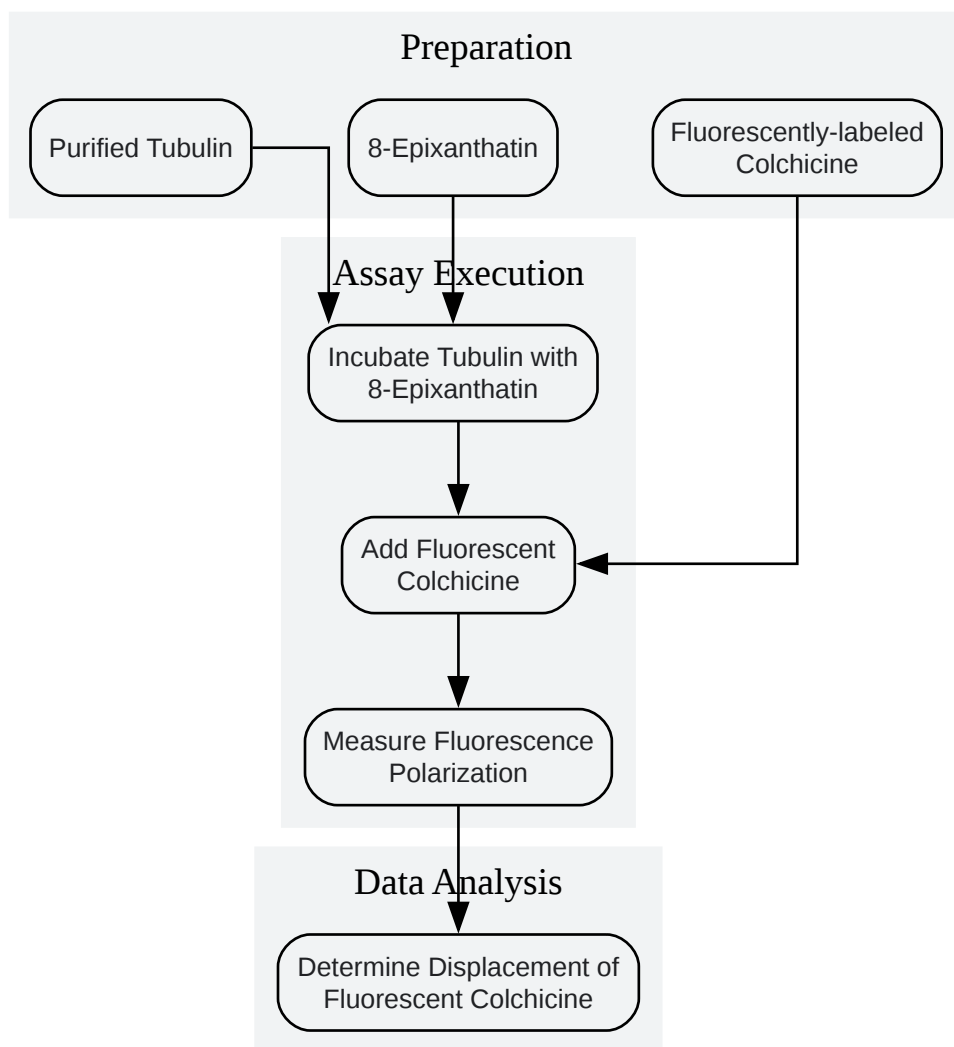 Preparation
Purified Tubulin
8-Epixanthatin
Fluorescently-labeled
Colchicine
Assay Execution
Incubate Tubulin with
8-Epixanthatin
Add Fluorescent
Colchicine
Measure Fluorescence
Polarization
Data Analysis
Determine Displacement of
Fluorescent Colchicine